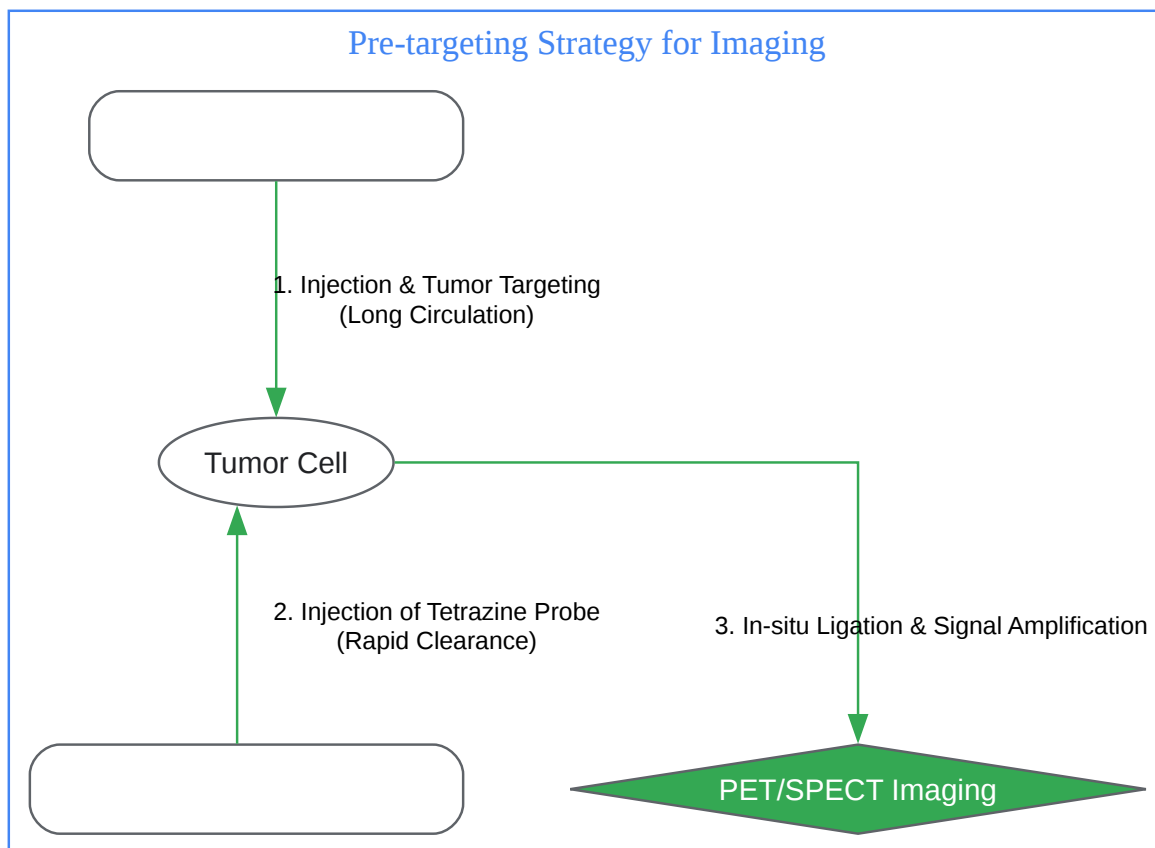 Pre-targeting Strategy for Imaging
1. Injection & Tumor Targeting
(Long Circulation)
Tumor Cell
2. Injection of Tetrazine Probe
(Rapid Clearance)
3. In-situ Ligation & Signal Amplification
PET/SPECT Imaging